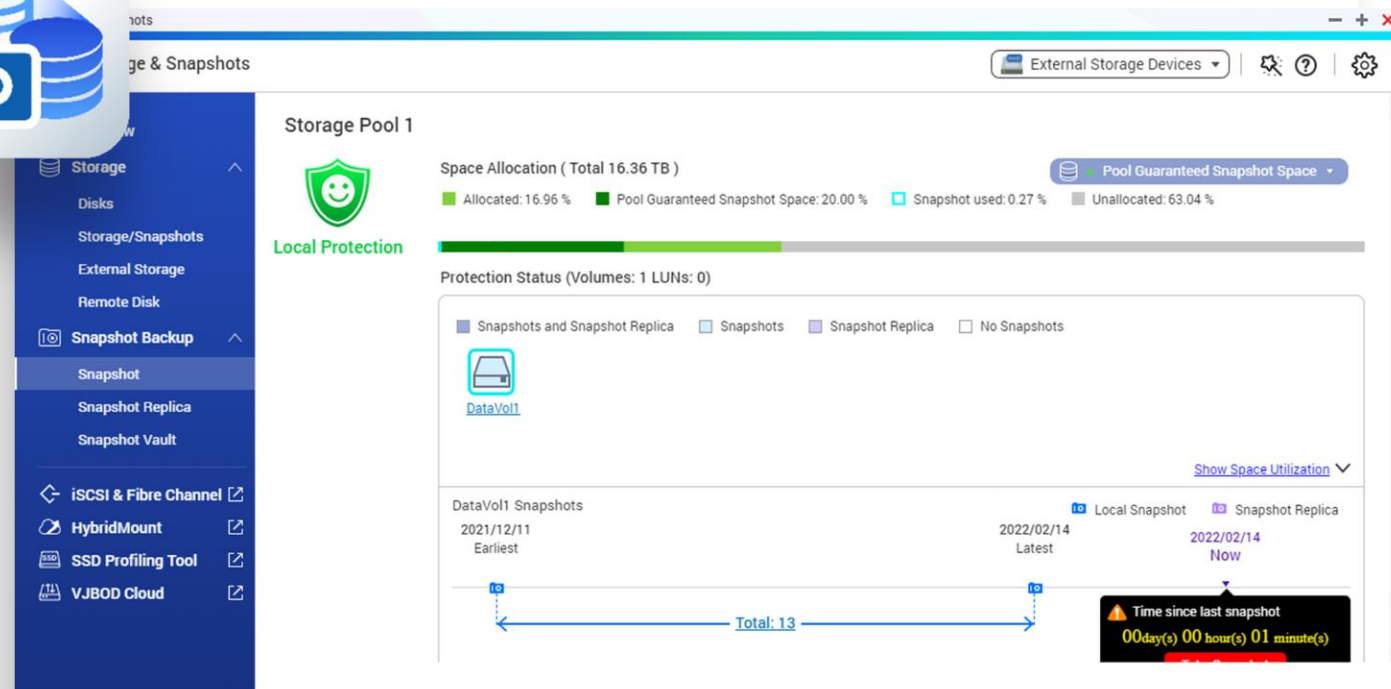 ge & Snapshots
External Storage Devices
Storage
Disks
Storage/Snapshots
External Storage
Remote Disk
Snapshot Backup
Snapshot
Snapshot Replica
Snapshot Vault
iSCSI & Fibre Channel
HybridMount
SSD Profiling Tool
VJBOD Cloud
Storage Pool 1
Local Protection
Space Allocation ( Total 16.36 TB )
Pool Guaranteed Snapshot Space
Allocated: 16.96 % Pool Guaranteed Snapshot Space: 20.00 % Snapshot used: 0.27 % Unallocated: 63.04 %
Protection Status (Volumes: 1 LUNs: 0)
Snapshots and Snapshot Replica Snapshots Snapshot Replica No Snapshots
DataVol1
Show Space Utilization
DataVol1 Snapshots
Local Snapshot Snapshot Replica
2021/12/11
Earliest
2022/02/14
Latest
2022/02/14
Now
Total: 13
Time since last snapshot
00day(s) 00 hour(s) 01 minute(s)